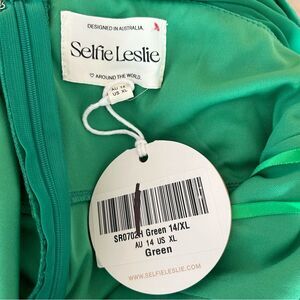 DESIGNED IN AUSTRALIA.
Selfie Leslie
♡ AROUND THE WORLD.
AU 14
US XL
SR0702H Green 14/XL
AU 14 US XL
Green
WWW.SELFIELESLIE.COM